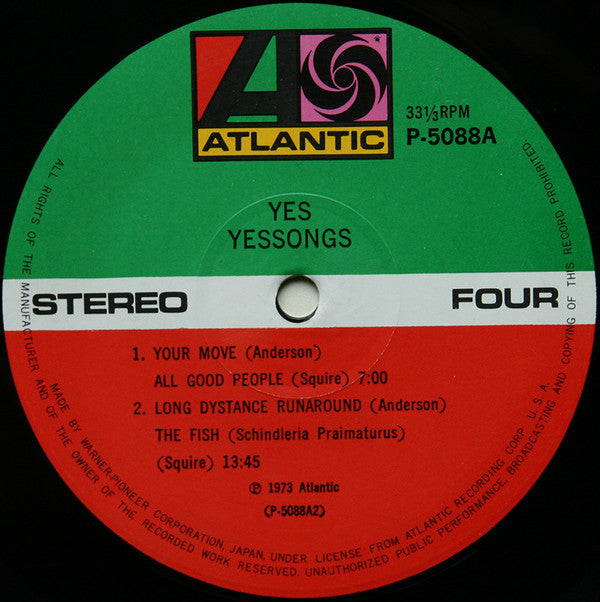 ATLANTIC
33⅓RPM
P-5088A
YES
YESSONGS
STEREO
FOUR
1. YOUR MOVE (Anderson)
ALL GOOD PEOPLE (Squire) 7:00
2. LONG DYSTANCE RUNAROUND (Anderson)
THE FISH (Schindleria Praimaturus)
(Squire) 13:45
Ⓟ 1973 Atlantic
(P-5088A2)
MADE BY WARNER-PIONEER CORPORATION, JAPAN, UNDER LICENSE FROM ATLANTIC RECORDING CORP. U.S.A.
ALL RIGHTS OF THE MANUFACTURER AND OF THE OWNER OF THE RECORDED WORK RESERVED. UNAUTHORIZED PUBLIC PERFORMANCE, BROADCASTING AND COPYING OF THIS RECORD PROHIBITED.